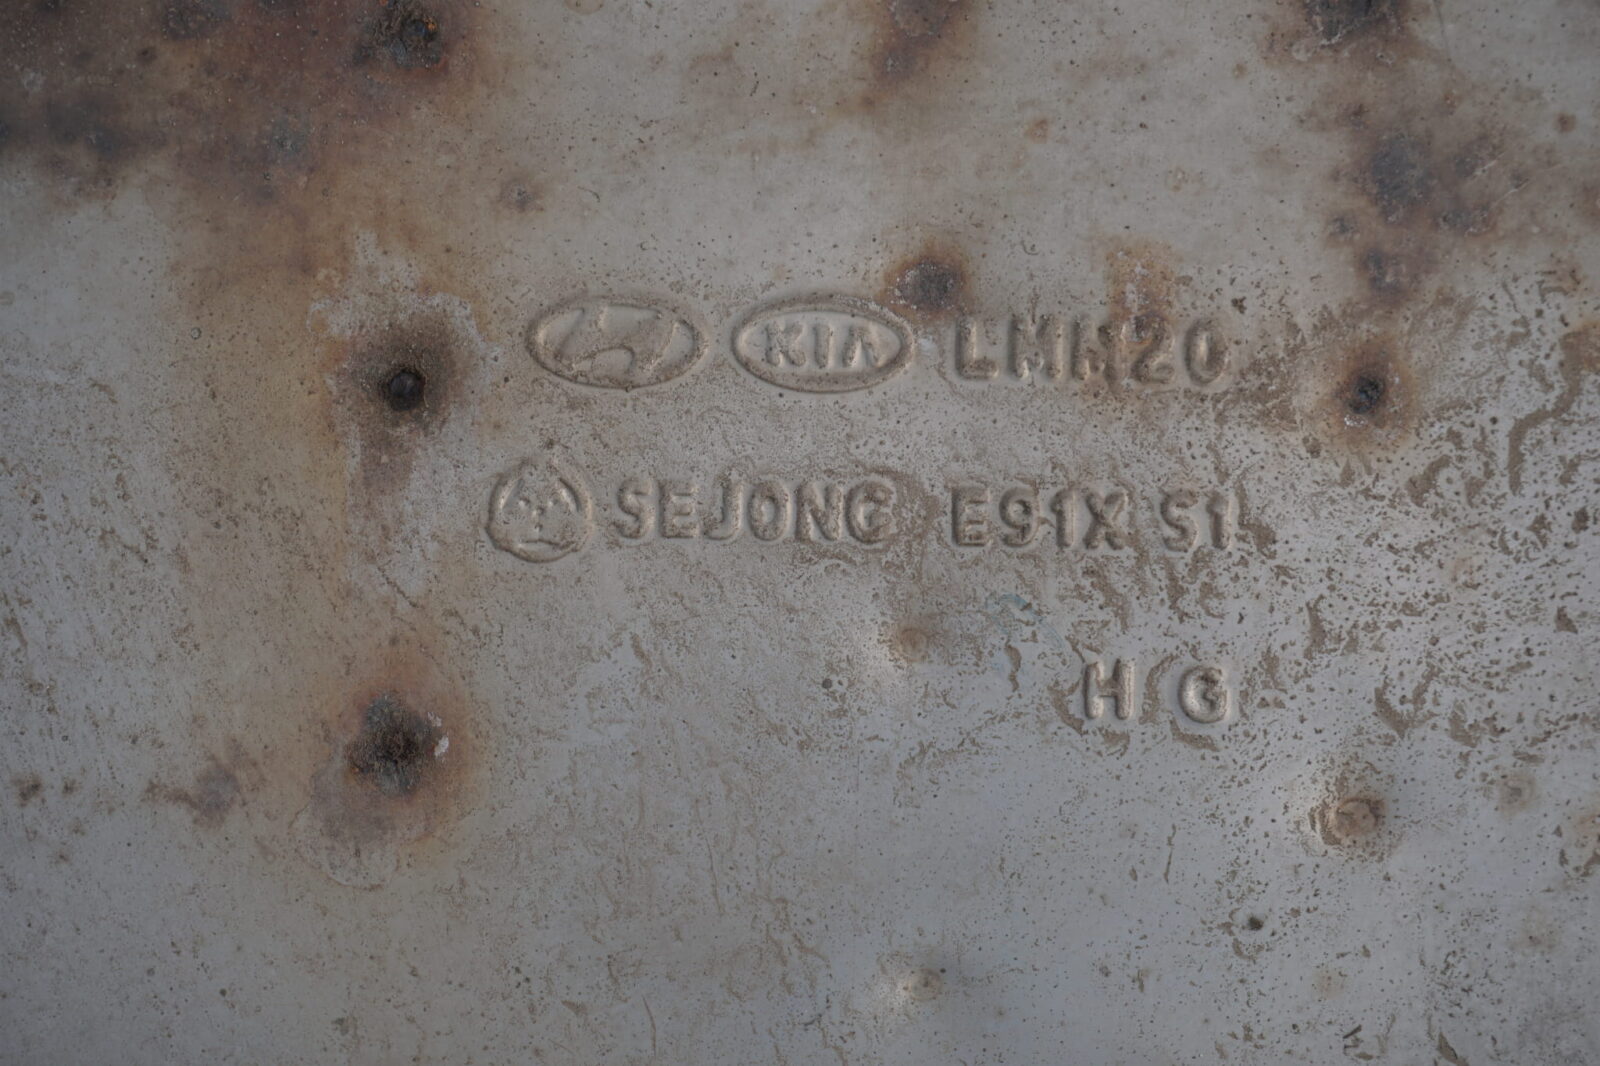 KIA LMM20
SEJONG E91X S1
H G